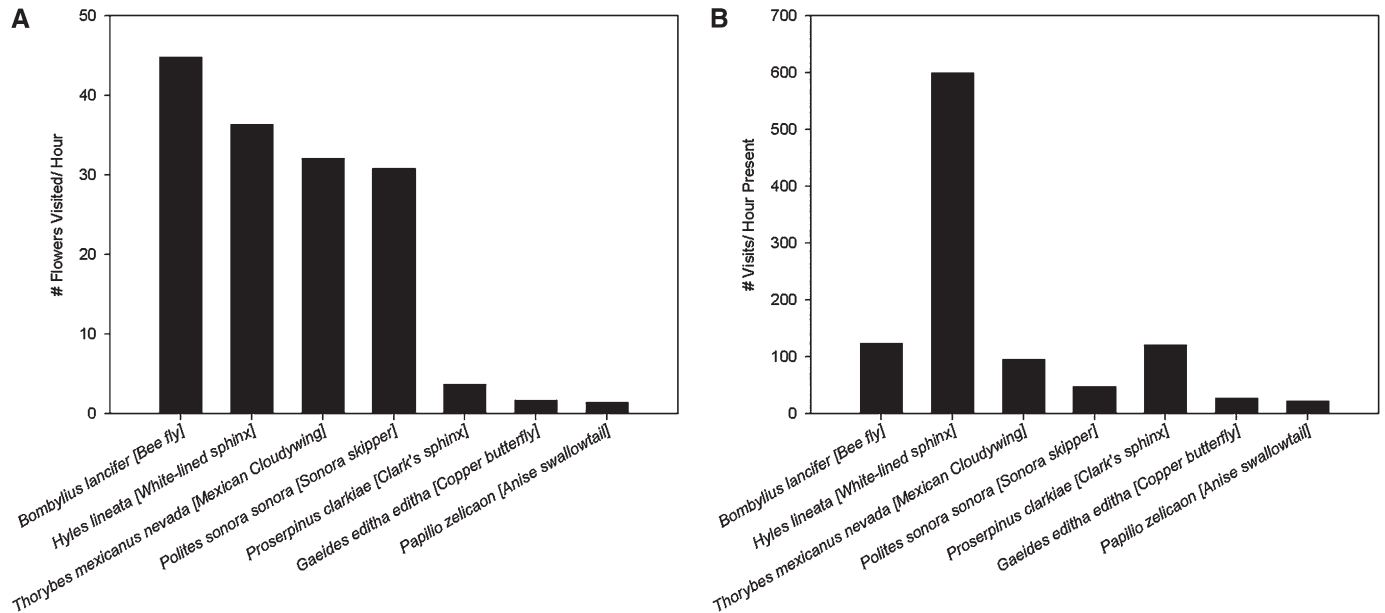 A
50
40
30
20
10
0
# Flowers Visited/ Hour
Bombylius lancifer [Bee fly]
Hyles lineata [White-lined sphinx]
Thorybes mexicanus nevada [Mexican Cloudywing]
Polites sonora sonora [Sonora skipper]
Proserpinus clarkiae [Clark's sphinx]
Gaeides editha editha [Copper butterfly]
Papilio zelicaon [Anise swallowtail]
B
700
600
500
400
300
200
100
0
# Visits/ Hour Present
Bombylius lancifer [Bee fly]
Hyles lineata [White-lined sphinx]
Thorybes mexicanus nevada [Mexican Cloudywing]
Polites sonora sonora [Sonora skipper]
Proserpinus clarkiae [Clark's sphinx]
Gaeides editha editha [Copper butterfly]
Papilio zelicaon [Anise swallowtail]